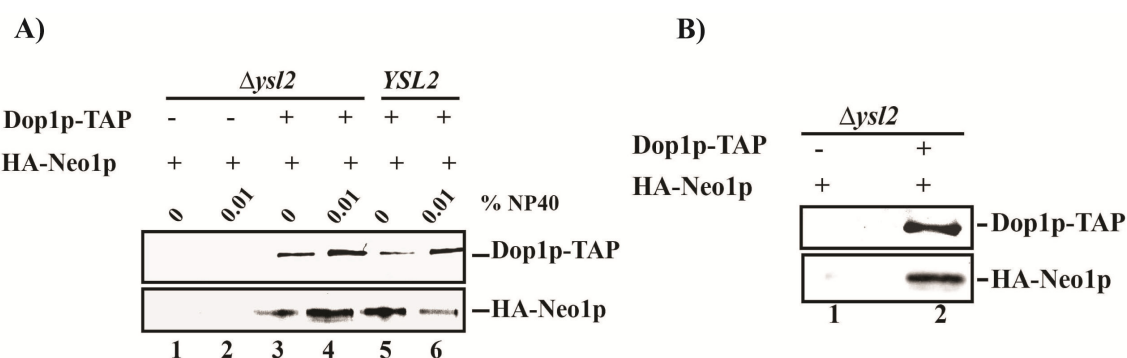 A)
Δysl2 YSL2
Dop1p-TAP - - + + + +
HA-Neo1p + + + + + +
0 0.01 0 0.01 0 0.01 % NP40
Dop1p-TAP
HA-Neo1p
1 2 3 4 5 6
B)
Δysl2
Dop1p-TAP - +
HA-Neo1p + +
Dop1p-TAP
HA-Neo1p
1 2